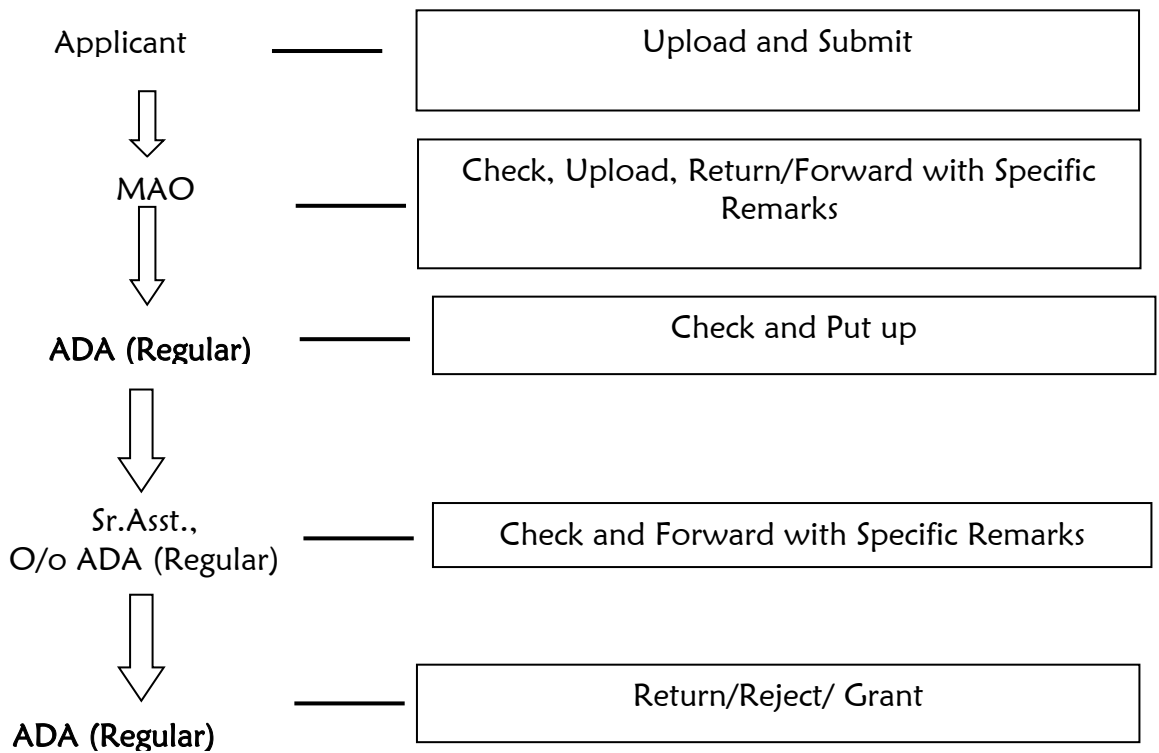 Applicant
Upload and Submit
MAO
Check, Upload, Return/Forward with Specific
Remarks
ADA (Regular)
Check and Put up
Sr.Asst.,
O/o ADA (Regular)
Check and Forward with Specific Remarks
ADA (Regular)
Return/Reject/ Grant